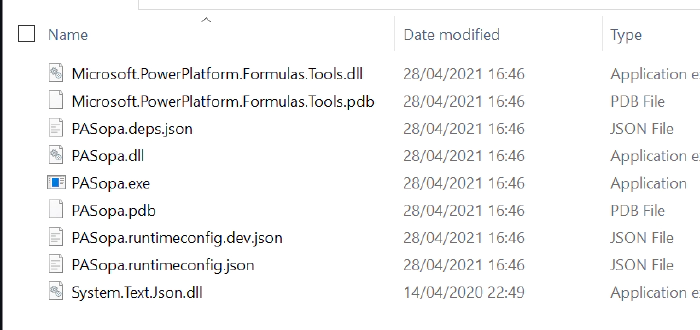 Name Date modified Type
Microsoft.PowerPlatform.Formulas.Tools.dll 28/04/2021 16:46 Application e
Microsoft.PowerPlatform.Formulas.Tools.pdb 28/04/2021 16:46 PDB File
PASopa.deps.json 28/04/2021 16:46 JSON File
PASopa.dll 28/04/2021 16:46 Application e
PASopa.exe 28/04/2021 16:46 Application
PASopa.pdb 28/04/2021 16:46 PDB File
PASopa.runtimeconfig.dev.json 28/04/2021 16:46 JSON File
PASopa.runtimeconfig.json 28/04/2021 16:46 JSON File
System.Text.Json.dll 14/04/2020 22:49 Application e